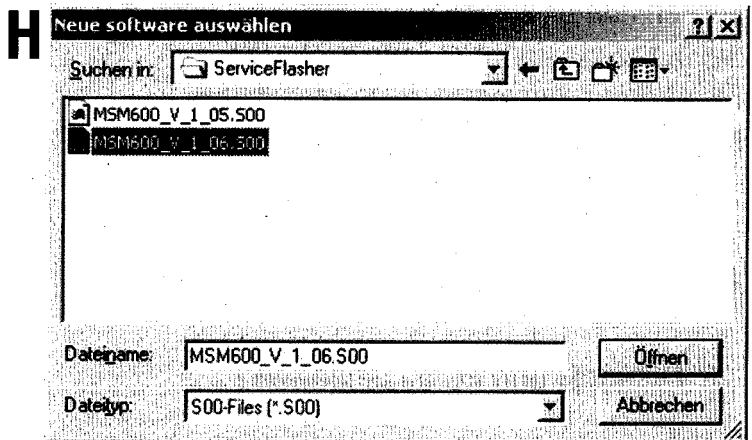 H
Neue software auswählen
Suchen in: ServiceFlasher
MSM600_V_1_05.S00
MSM600_V_1_06.S00
Dateiname: MSM600_V_1_06.S00 Öffnen
Dateityp: S00-Files (*.S00) Abbrechen